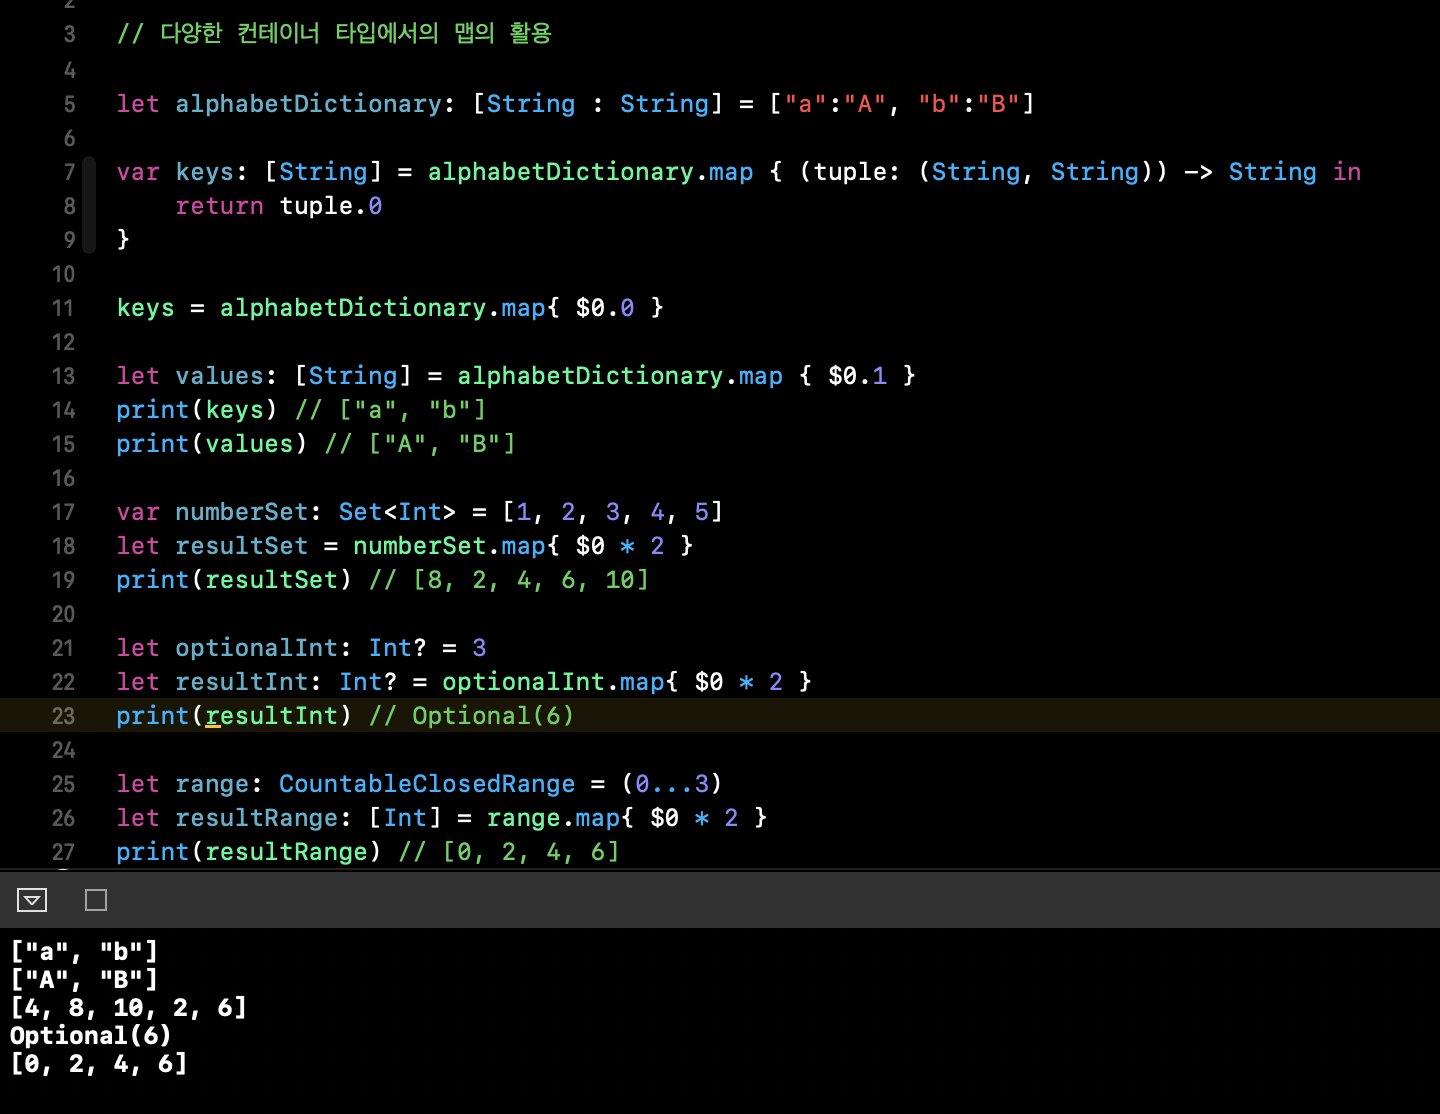 2
3 // 다양한 컨테이너 타입에서의 맵의 활용
4
5 let alphabetDictionary: [String : String] = ["a":"A", "b":"B"]
6
7 var keys: [String] = alphabetDictionary.map { (tuple: (String, String)) -> String in
8     return tuple.0
9 }
10
11 keys = alphabetDictionary.map{ $0.0 }
12
13 let values: [String] = alphabetDictionary.map { $0.1 }
14 print(keys) // ["a", "b"]
15 print(values) // ["A", "B"]
16
17 var numberSet: Set<Int> = [1, 2, 3, 4, 5]
18 let resultSet = numberSet.map{ $0 * 2 }
19 print(resultSet) // [8, 2, 4, 6, 10]
20
21 let optionalInt: Int? = 3
22 let resultInt: Int? = optionalInt.map{ $0 * 2 }
23 print(resultInt) // Optional(6)
24
25 let range: CountableClosedRange = (0...3)
26 let resultRange: [Int] = range.map{ $0 * 2 }
27 print(resultRange) // [0, 2, 4, 6]
["a", "b"]
["A", "B"]
[4, 8, 10, 2, 6]
Optional(6)
[0, 2, 4, 6]